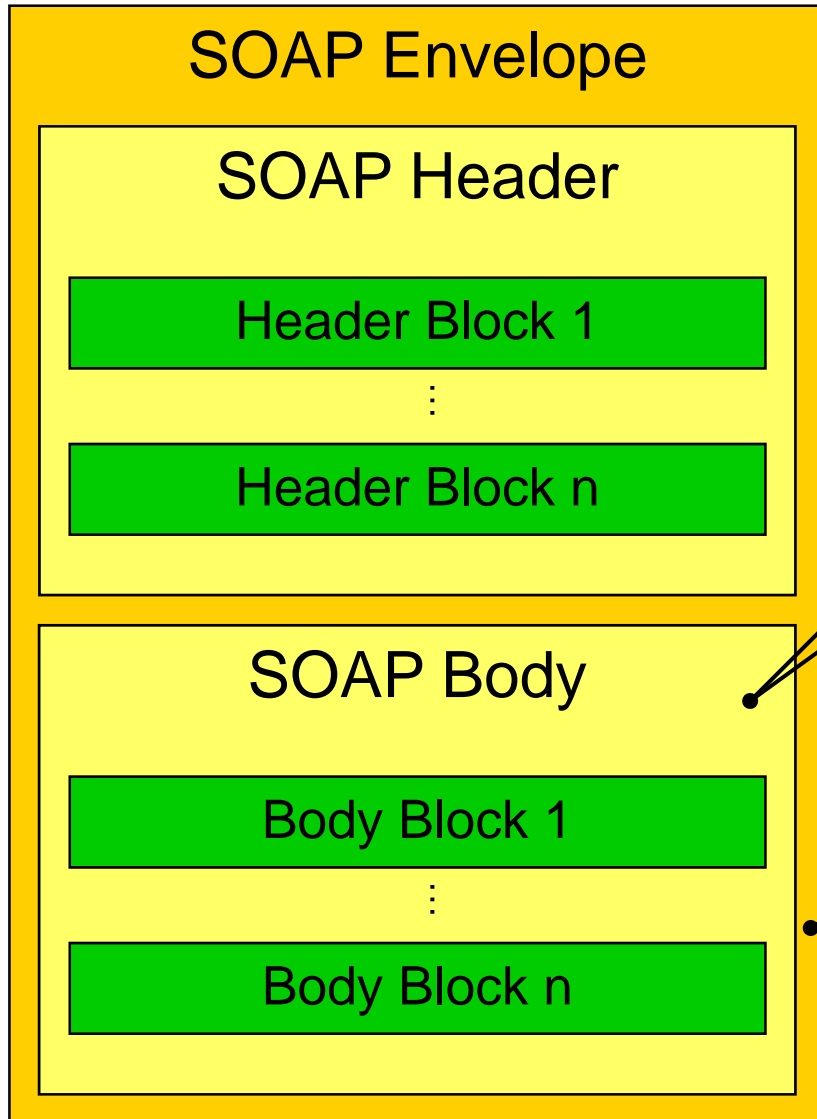 SOAP Envelope
SOAP Header
Header Block 1
...
Header Block n
SOAP Body
Body Block 1
...
Body Block n